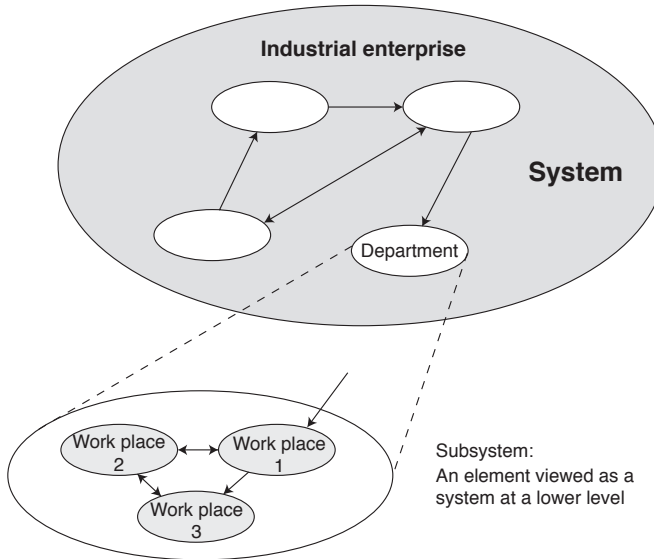 Industrial enterprise
System
Department
Work place
2
Work place
1
Work place
3
Subsystem:
An element viewed as a
system at a lower level